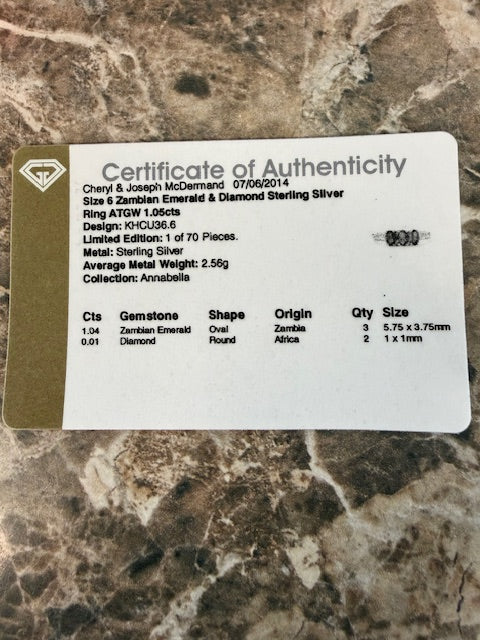 Certificate of Authenticity
Cheryl & Joseph McDermand 07/06/2014
Size 6 Zambian Emerald & Diamond Sterling Silver
Ring ATGW 1.05cts
Design: KHCU36.6
Limited Edition: 1 of 70 Pieces.
Metal: Sterling Silver
Average Metal Weight: 2.56g
Collection: Annabella
Cts Gemstone Shape Origin Qty Size
1.04 Zambian Emerald Oval Zambia 3 5.75 x 3.75mm
0.01 Diamond Round Africa 2 1 x 1mm